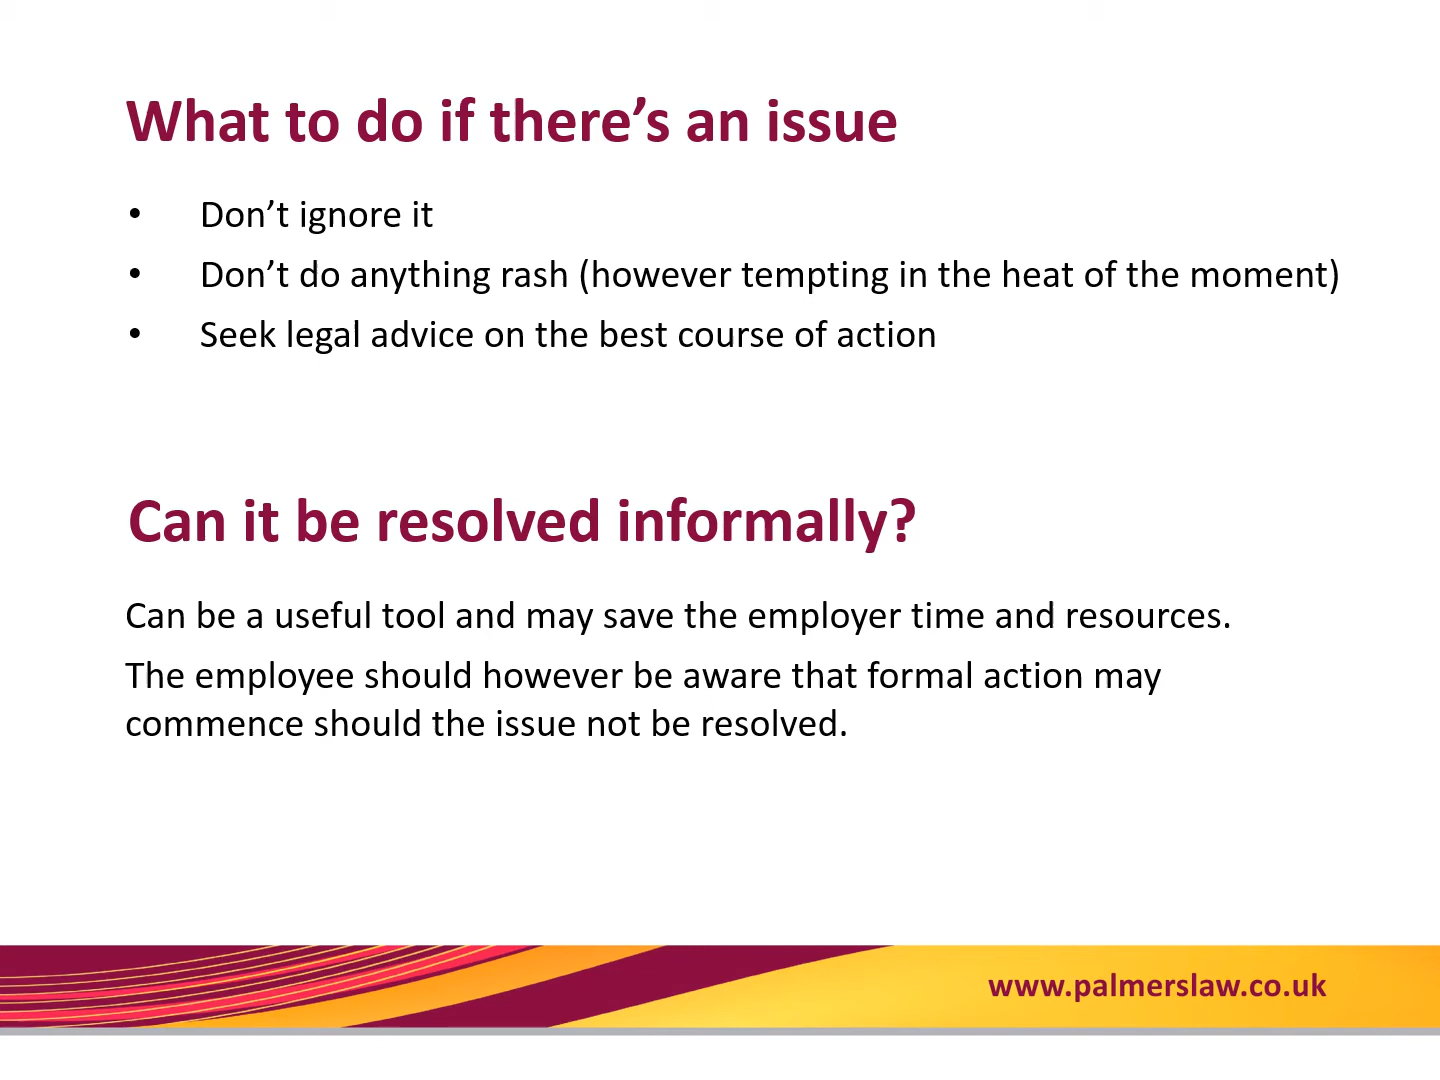 What to do if there’s an issue
• Don’t ignore it
• Don’t do anything rash (however tempting in the heat of the moment)
• Seek legal advice on the best course of action
Can it be resolved informally?
Can be a useful tool and may save the employer time and resources.
The employee should however be aware that formal action may
commence should the issue not be resolved.
www.palmerslaw.co.uk